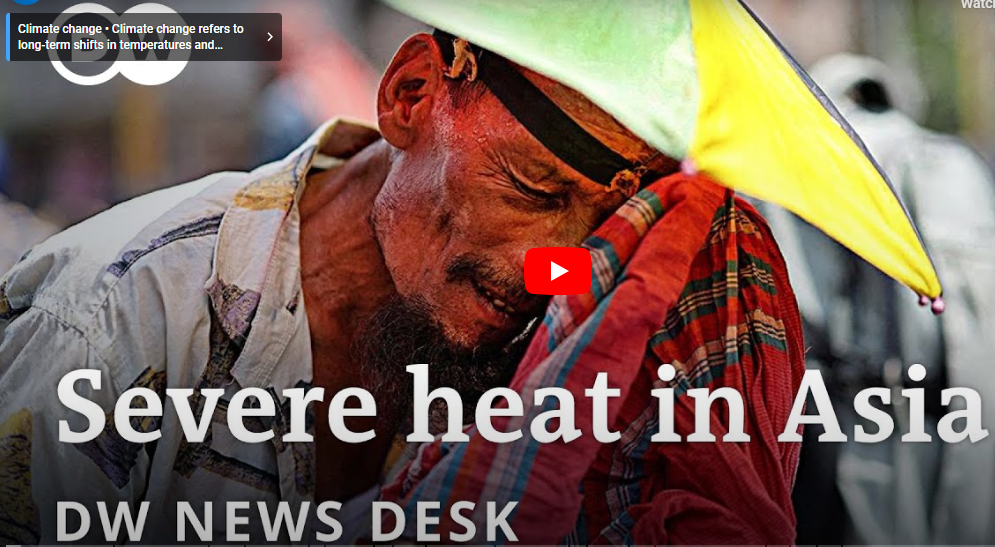 Watch
Climate change • Climate change refers to
long-term shifts in temperatures and...
DW
Severe heat in Asia
DW NEWS DESK